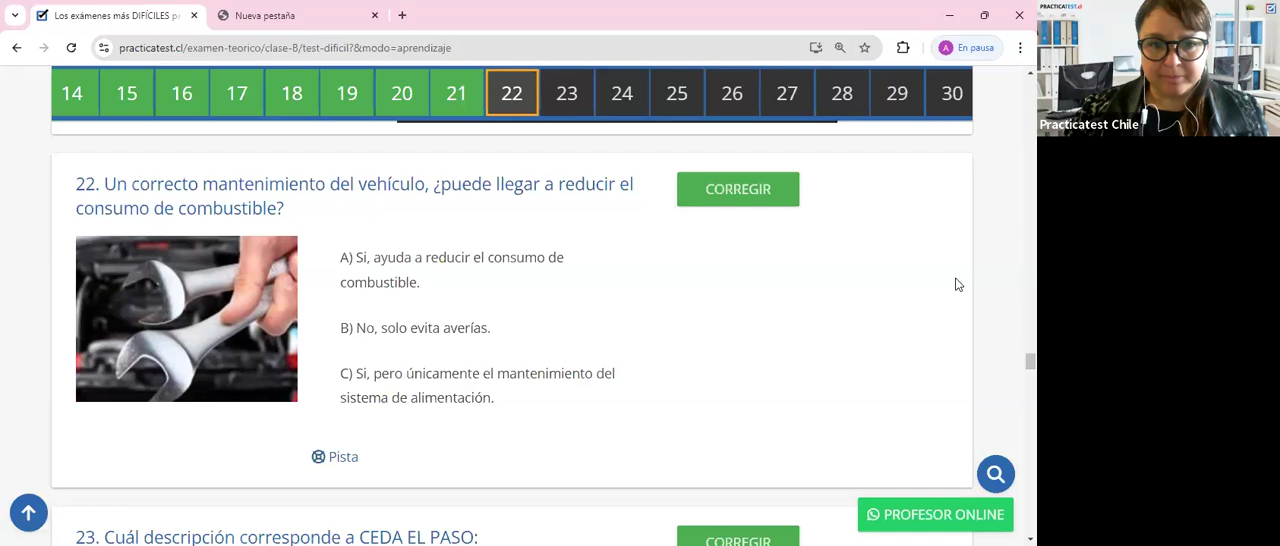 Los exámenes más DIFÍCILES pa
Nueva pestaña
practicatest.cl/examen-teorico/clase-B/test-dificil?&modo=aprendizaje
A En pausa
PRACTICATEST.cl
Practicatest Chile
14 15 16 17 18 19 20 21 22 23 24 25 26 27 28 29 30
22. Un correcto mantenimiento del vehículo, ¿puede llegar a reducir el
consumo de combustible?
CORREGIR
A) Si, ayuda a reducir el consumo de
combustible.
B) No, solo evita averías.
C) Si, pero únicamente el mantenimiento del
sistema de alimentación.
Pista
PROFESOR ONLINE
23. Cuál descripción corresponde a CEDA EL PASO:
CORREGIR